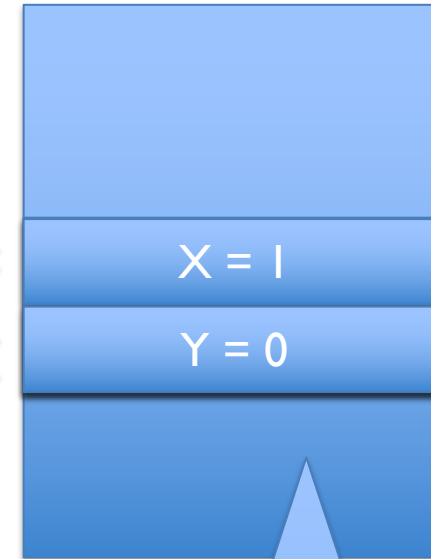 X = 1
Y = 0